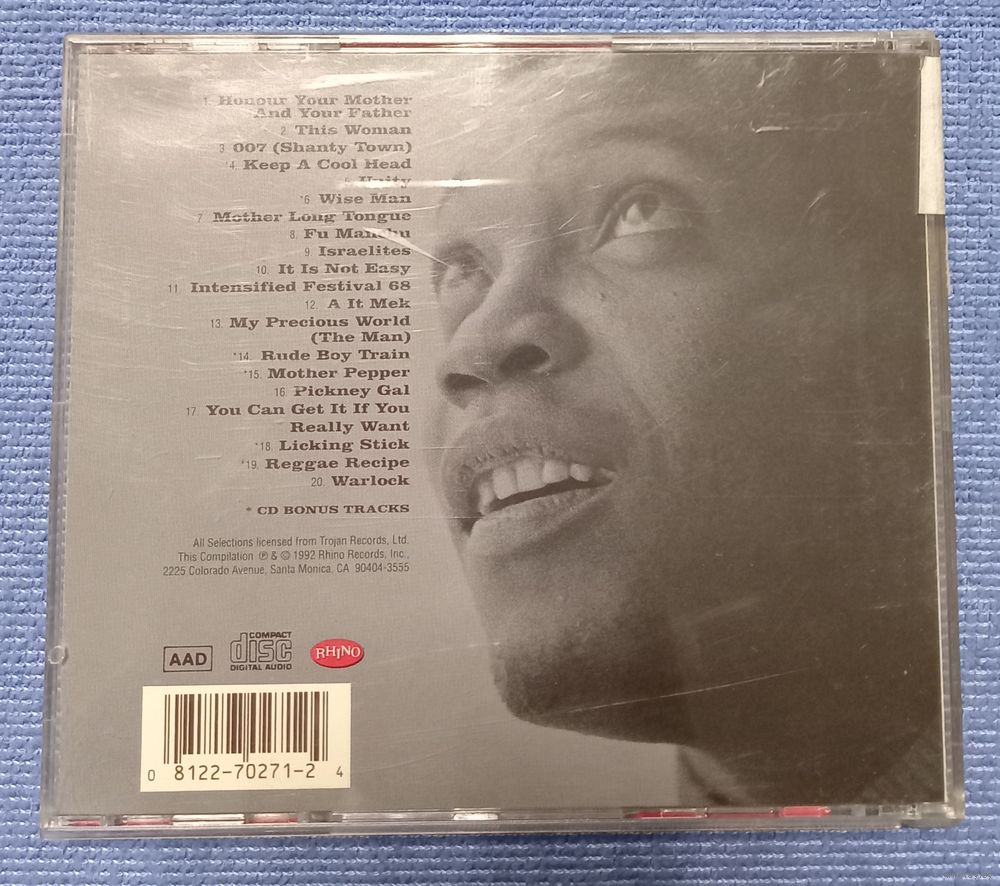 1. Honour Your Mother
And Your Father
2. This Woman
3. 007 (Shanty Town)
*4. Keep A Cool Head
5. Unity
*6. Wise Man
7. Mother Long Tongue
8. Fu Manchu
9. Israelites
10. It Is Not Easy
11. Intensified Festival 68
12. A It Mek
13. My Precious World
(The Man)
*14. Rude Boy Train
*15. Mother Pepper
16. Pickney Gal
17. You Can Get It If You
Really Want
*18. Licking Stick
*19. Reggae Recipe
20. Warlock
* CD BONUS TRACKS
All Selections licensed from Trojan Records, Ltd.
This Compilation ℗ & © 1992 Rhino Records, Inc.,
2225 Colorado Avenue, Santa Monica, CA 90404-3555
AAD
COMPACT
disc
DIGITAL AUDIO
RHINO
0 8122-70271-2 4